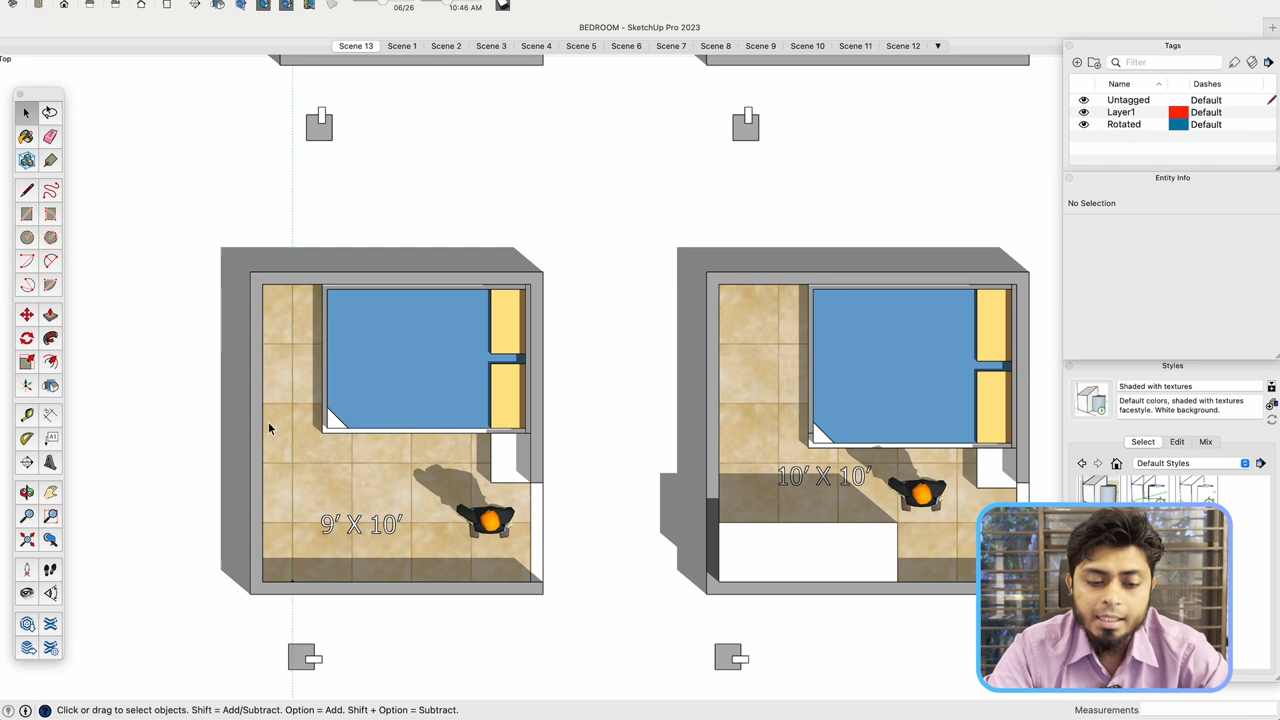 06/26
10:46 AM
BEDROOM - SketchUp Pro 2023
Scene 13 Scene 1 Scene 2 Scene 3 Scene 4 Scene 5 Scene 6 Scene 7 Scene 8 Scene 9 Scene 10 Scene 11 Scene 12
Top
Tags
Filter
Name Dashes
Untagged Default
Layer1 Default
Rotated Default
Entity Info
No Selection
Styles
Shaded with textures
Default colors, shaded with textures
facestyle. White background.
Select Edit Mix
Default Styles
9' X 10'
10' X 10'
Click or drag to select objects. Shift = Add/Subtract. Option = Add. Shift + Option = Subtract.
Measurements